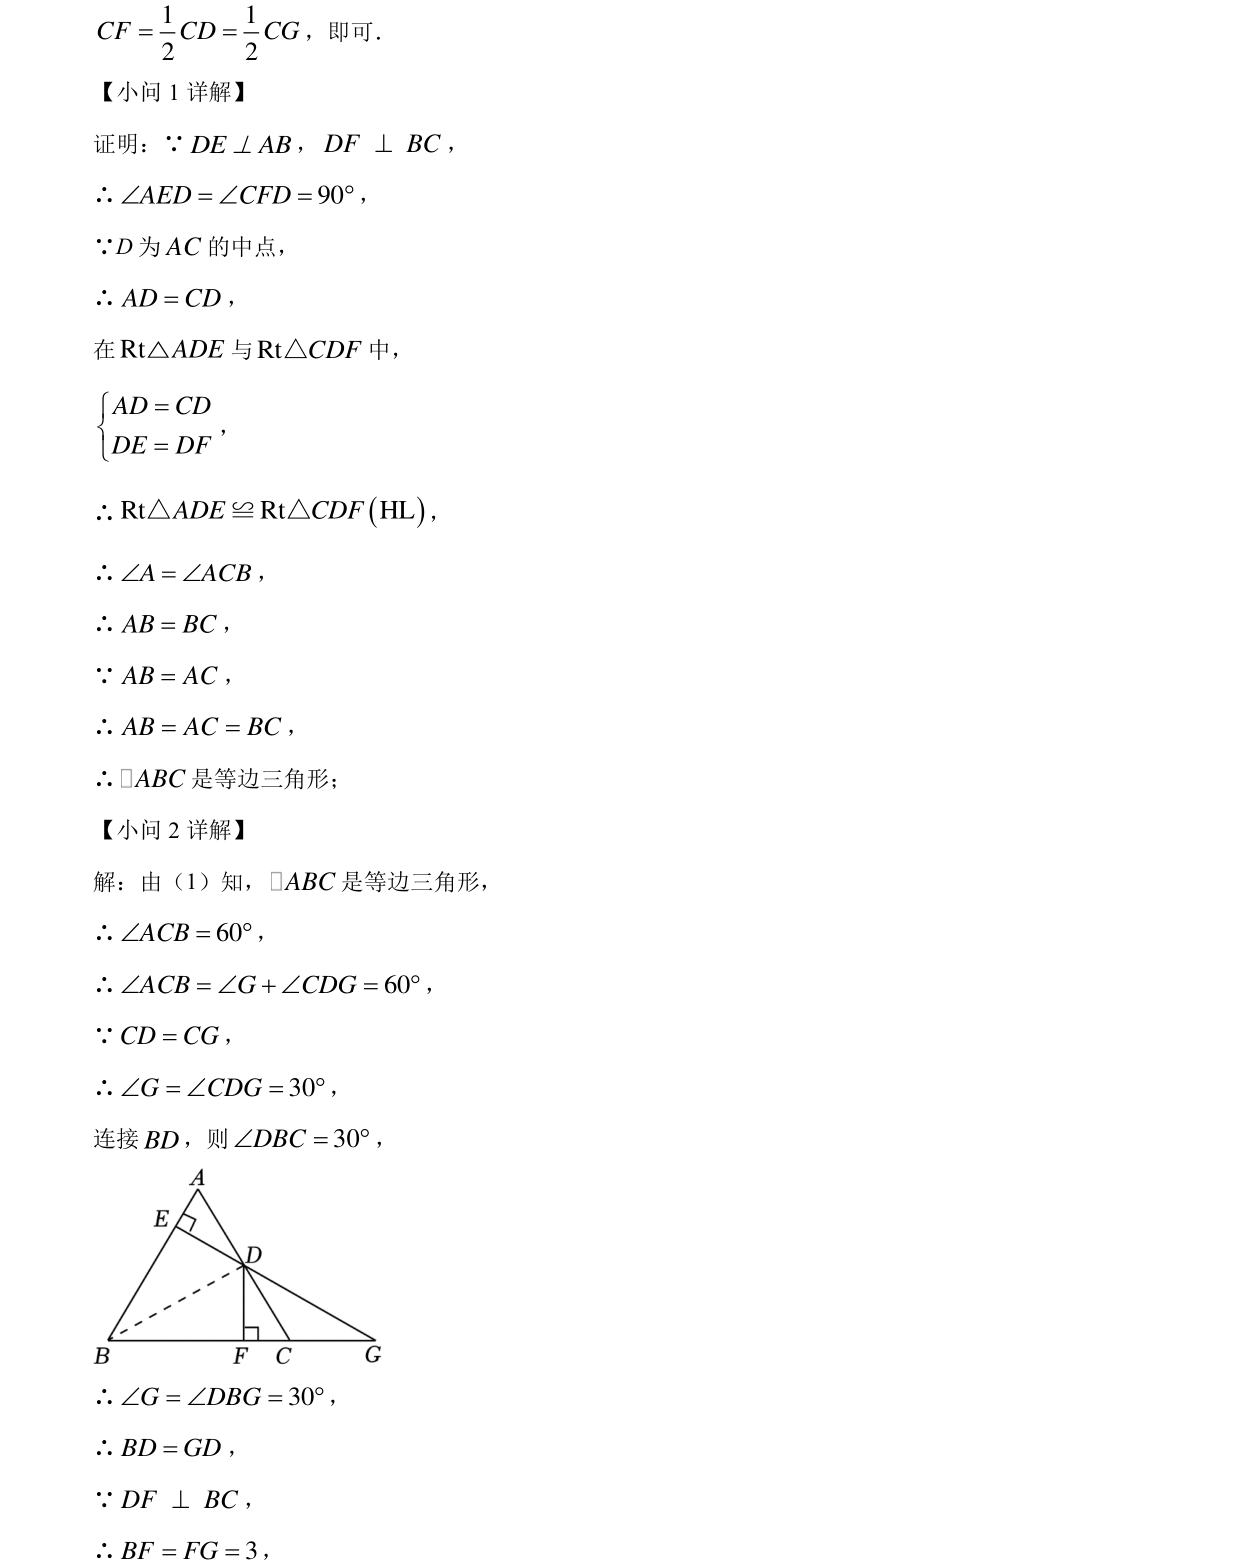 CF = 1/2 CD = 1/2 CG，即可．
【小问 1 详解】
证明：∵ DE ⊥ AB，DF ⊥ BC，
∴ ∠AED = ∠CFD = 90°，
∵D 为 AC 的中点，
∴ AD = CD，
在 Rt△ADE 与 Rt△CDF 中，
{AD = CD
DE = DF，
∴ Rt△ADE ≌ Rt△CDF (HL)，
∴ ∠A = ∠ACB，
∴ AB = BC，
∵ AB = AC，
∴ AB = AC = BC，
∴ □ABC 是等边三角形；
【小问 2 详解】
解：由（1）知，□ABC 是等边三角形，
∴ ∠ACB = 60°，
∴ ∠ACB = ∠G + ∠CDG = 60°，
∵ CD = CG，
∴ ∠G = ∠CDG = 30°，
连接 BD，则 ∠DBC = 30°，
A
E
D
B F C G
∴ ∠G = ∠DBG = 30°，
∴ BD = GD，
∵ DF ⊥ BC，
∴ BF = FG = 3，